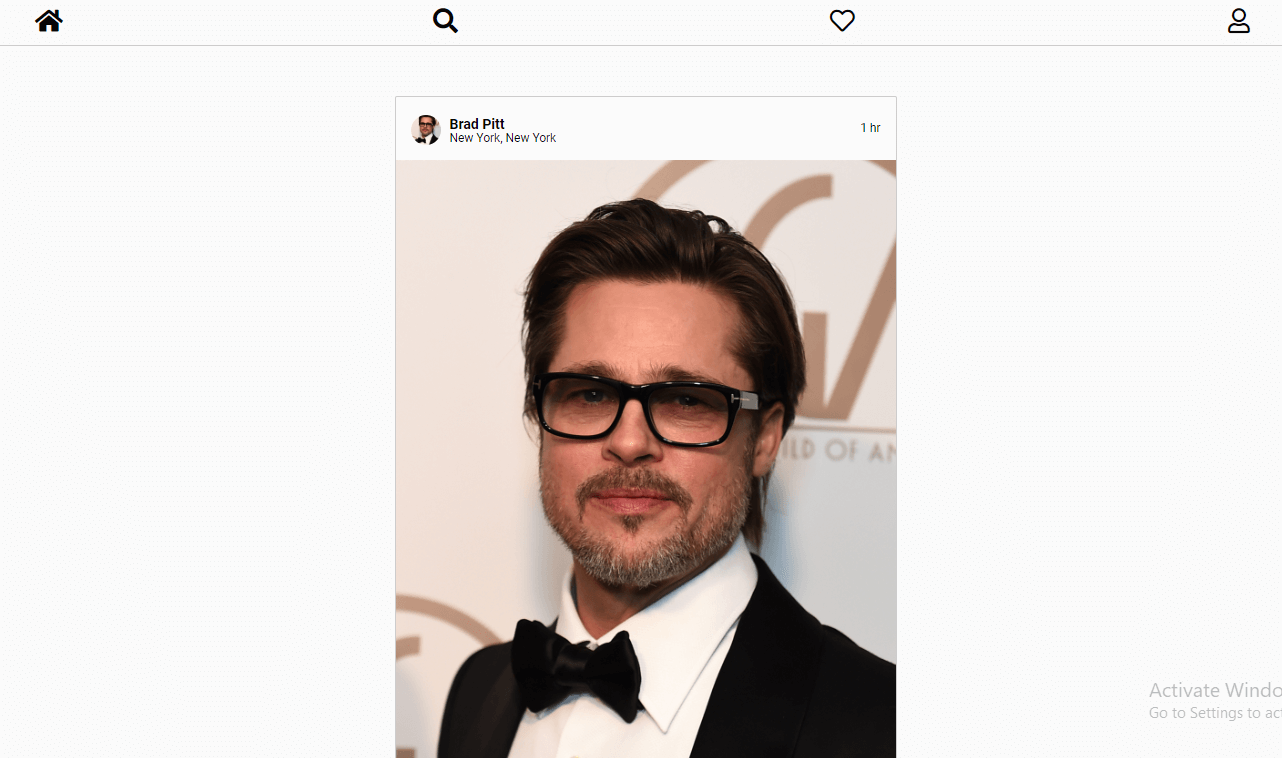 Brad Pitt
New York, New York
1 hr
ILD OF AN
Activate Windo
Go to Settings to act